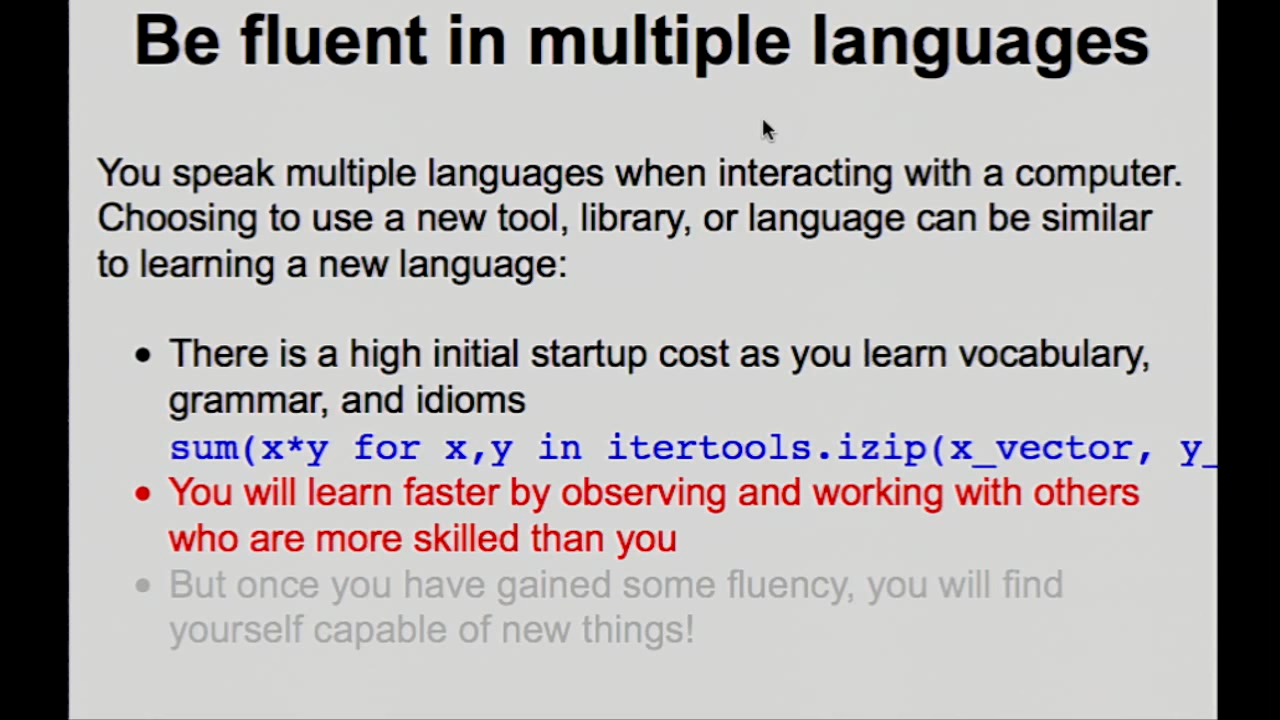 Be fluent in multiple languages
You speak multiple languages when interacting with a computer.
Choosing to use a new tool, library, or language can be similar
to learning a new language:
• There is a high initial startup cost as you learn vocabulary,
grammar, and idioms
sum(x*y for x,y in itertools.izip(x_vector, y_
• You will learn faster by observing and working with others
who are more skilled than you
• But once you have gained some fluency, you will find
yourself capable of new things!